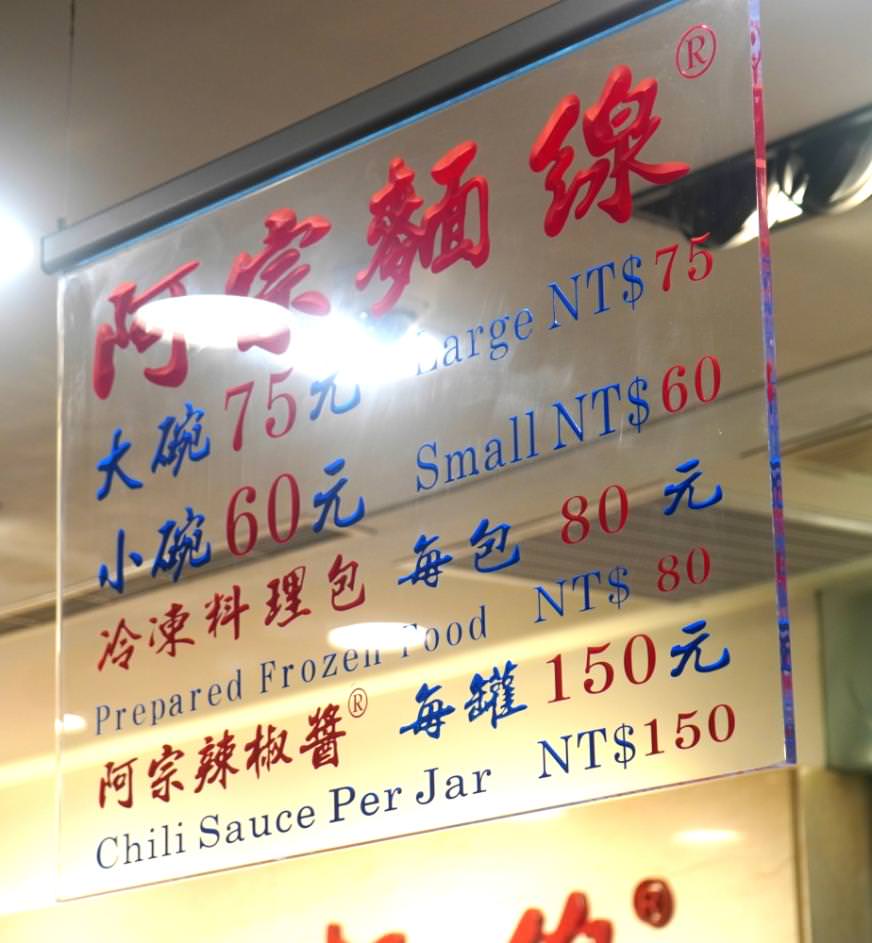 阿宗麵線®
大碗75元 Large NT$75
小碗60元 Small NT$60
冷凍料理包 每包 80 元
Prepared Frozen Food NT$ 80
阿宗辣椒醬® 每罐150元
Chili Sauce Per Jar NT$150